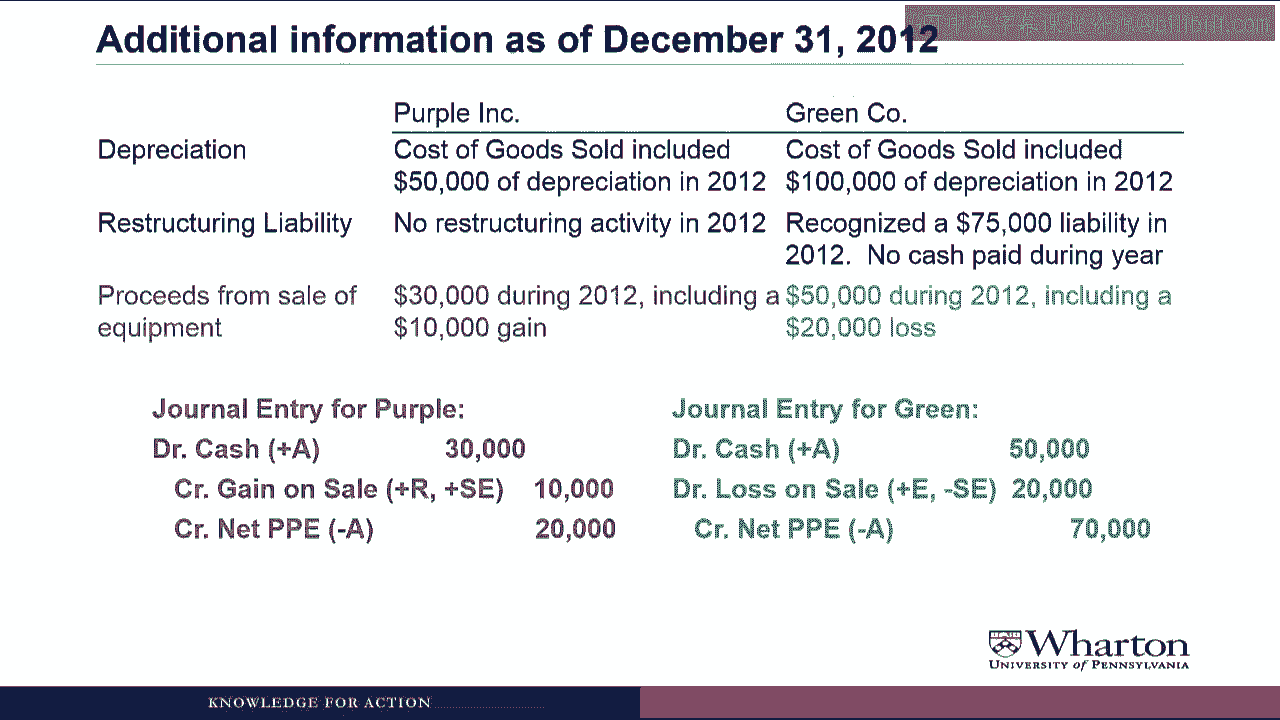 Additional information as of December 31, 2012
Purple Inc. Green Co.
Depreciation Cost of Goods Sold included Cost of Goods Sold included
$50,000 of depreciation in 2012 $100,000 of depreciation in 2012
Restructuring Liability No restructuring activity in 2012 Recognized a $75,000 liability in
2012. No cash paid during year
Proceeds from sale of $30,000 during 2012, including a $50,000 during 2012, including a
equipment $10,000 gain $20,000 loss
Journal Entry for Purple: Journal Entry for Green:
Dr. Cash (+A) 30,000 Dr. Cash (+A) 50,000
Cr. Gain on Sale (+R, +SE) 10,000 Dr. Loss on Sale (+E, -SE) 20,000
Cr. Net PPE (-A) 20,000 Cr. Net PPE (-A) 70,000
Wharton
UNIVERSITY of PENNSYLVANIA
KNOWLEDGE FOR ACTION